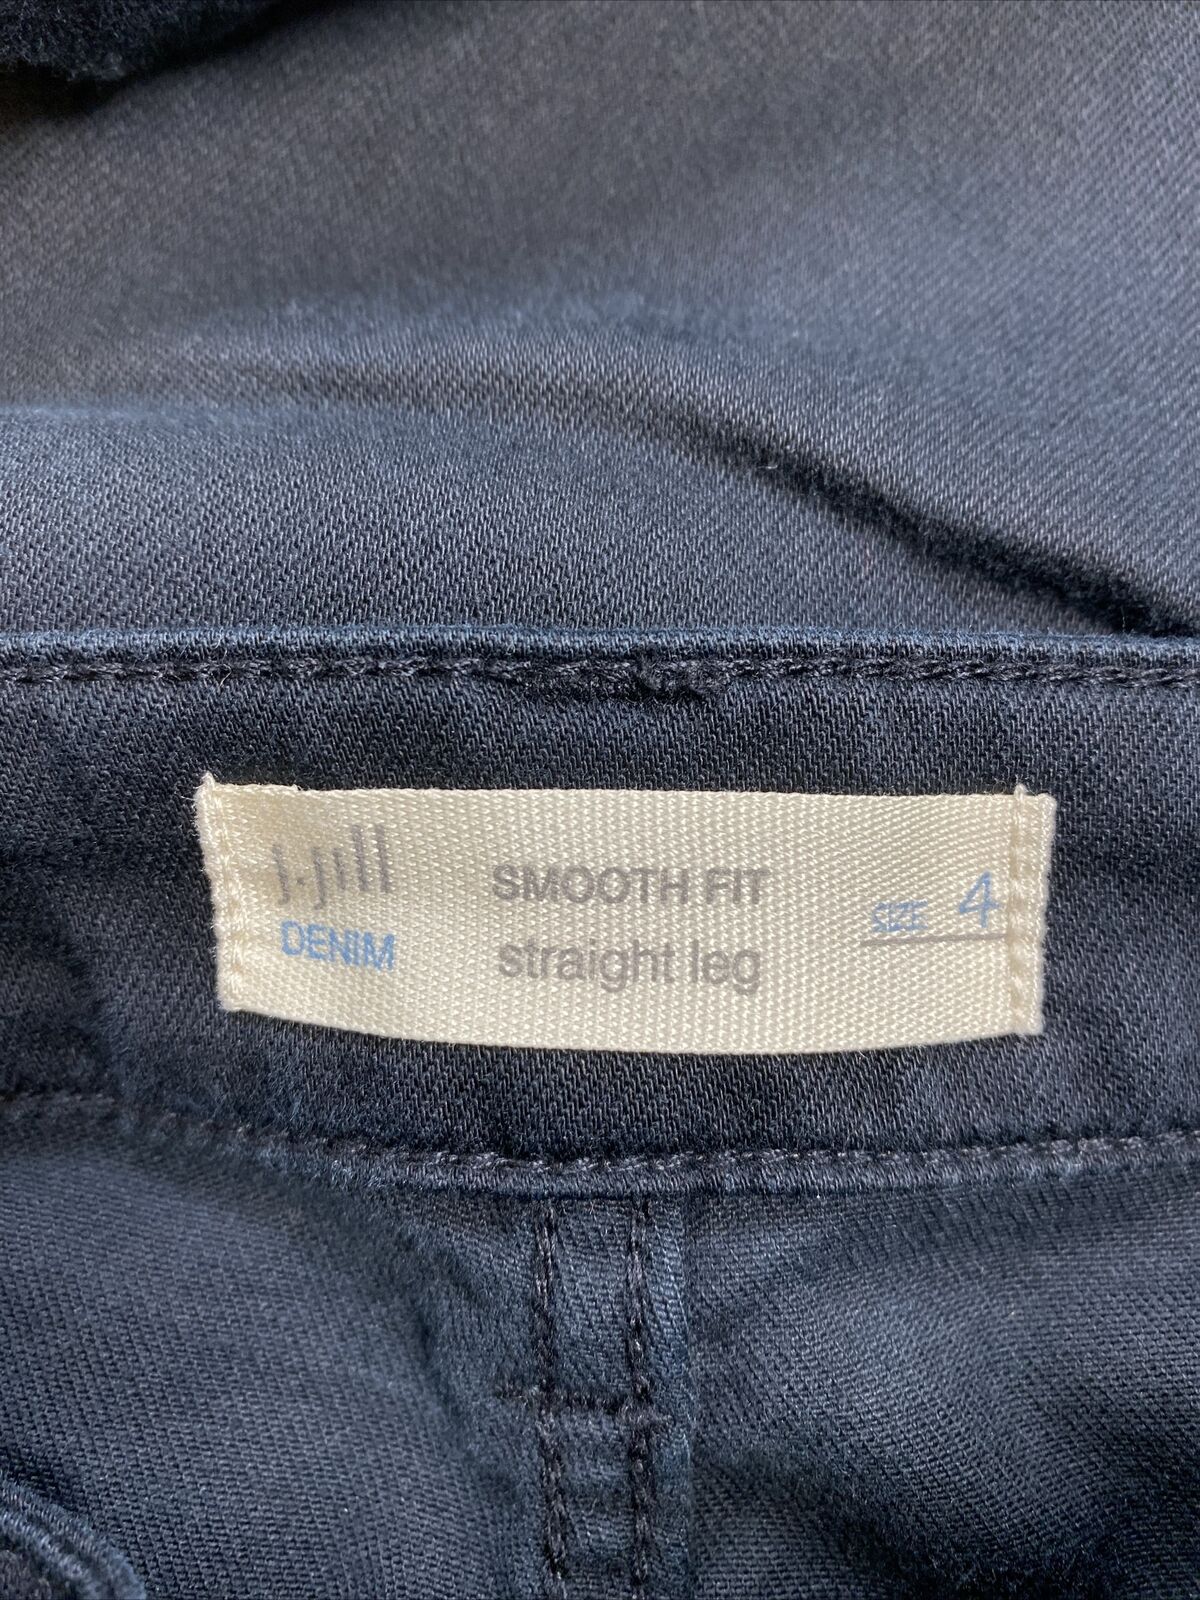 j.jill
DENIM
SMOOTH FIT
straight leg
SIZE 4